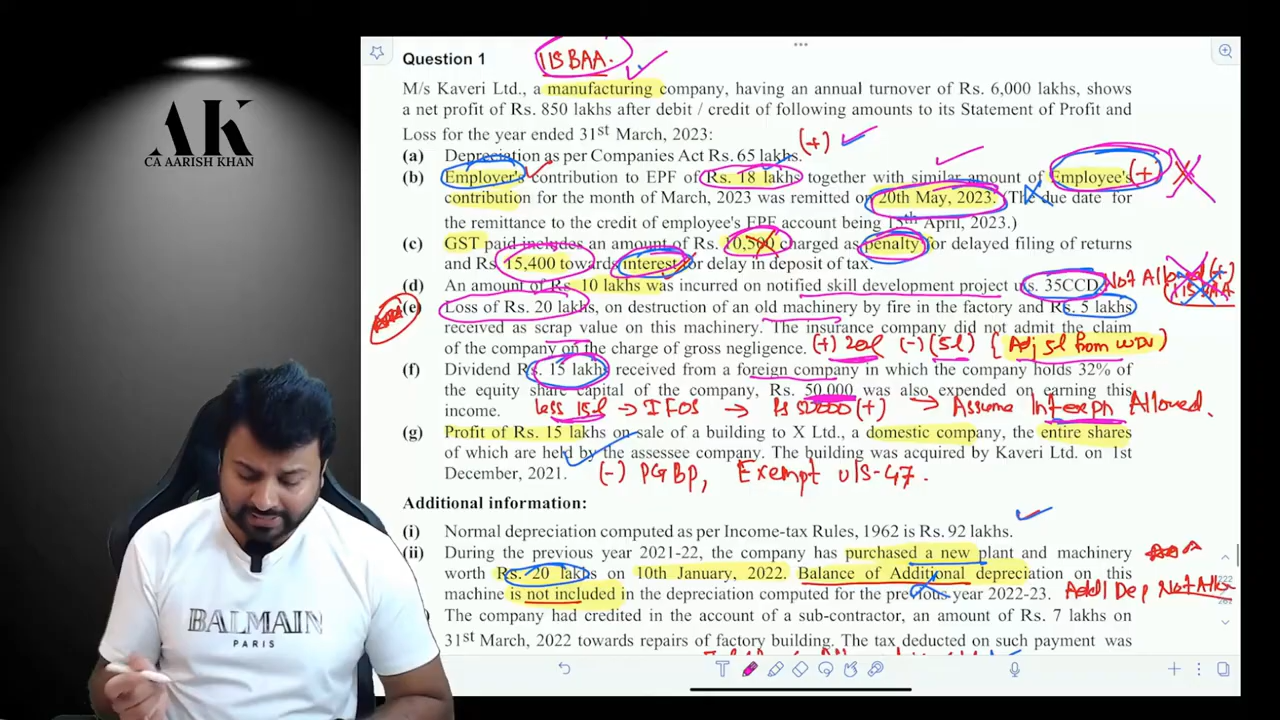 AK
CA AARISH KHAN
BALMAIN
PARIS
115BAA.
Question 1
M/s Kaveri Ltd., a manufacturing company, having an annual turnover of Rs. 6,000 lakhs, shows
a net profit of Rs. 850 lakhs after debit / credit of following amounts to its Statement of Profit and
Loss for the year ended 31st March, 2023:
(+)
(a) Depreciation as per Companies Act Rs. 65 lakhs.
(b) Employer's contribution to EPF of Rs. 18 lakhs together with similar amount of Employee's (+)
contribution for the month of March, 2023 was remitted on 20th May, 2023. (The due date for
the remittance to the credit of employee's EPF account being 15th April, 2023.)
(c) GST paid includes an amount of Rs. 10,500 charged as penalty for delayed filing of returns
and Rs. 15,400 towards interest for delay in deposit of tax.
(d) An amount of Rs. 10 lakhs was incurred on notified skill development project u/s. 35CCD. Not Allowed (+)
115BAA
(e) Loss of Rs. 20 lakhs, on destruction of an old machinery by fire in the factory and Rs. 5 lakhs
received as scrap value on this machinery. The insurance company did not admit the claim
of the company on the charge of gross negligence. (+) 20l (-) (5l) {Adj 5l from WDV)
(f) Dividend Rs. 15 lakhs received from a foreign company in which the company holds 32% of
the equity share capital of the company, Rs. 50,000 was also expended on earning this
income. less 15l → IFOS → Rs 50000 (+) → Assume Int exph Allowed.
(g) Profit of Rs. 15 lakhs on sale of a building to X Ltd., a domestic company, the entire shares
of which are held by the assessee company. The building was acquired by Kaveri Ltd. on 1st
December, 2021. (-) PGBP, Exempt u/s-47.
Additional information:
(i) Normal depreciation computed as per Income-tax Rules, 1962 is Rs. 92 lakhs.
(ii) During the previous year 2021-22, the company has purchased a new plant and machinery
worth Rs. 20 lakhs on 10th January, 2022. Balance of Additional depreciation on this
machine is not included in the depreciation computed for the previous year 2022-23. Addl Dep Not Allo
) The company had credited in the account of a sub-contractor, an amount of Rs. 7 lakhs on
31st March, 2022 towards repairs of factory building. The tax deducted on such payment was